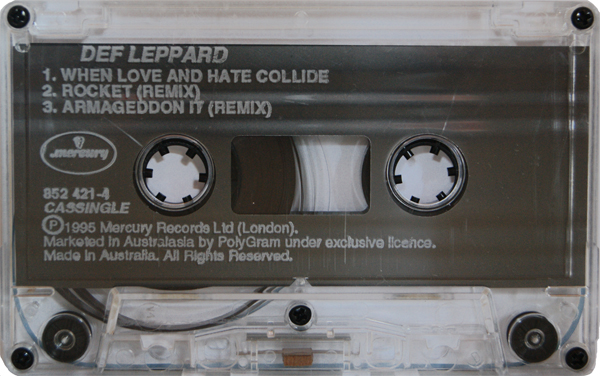 DEF LEPPARD
1. WHEN LOVE AND HATE COLLIDE
2. ROCKET (REMIX)
3. ARMAGEDDON IT (REMIX)
mercury
852 421-4
CASSINGLE
Ⓟ1995 Mercury Records Ltd (London).
Marketed in Australasia by PolyGram under exclusive licence.
Made in Australia. All Rights Reserved.